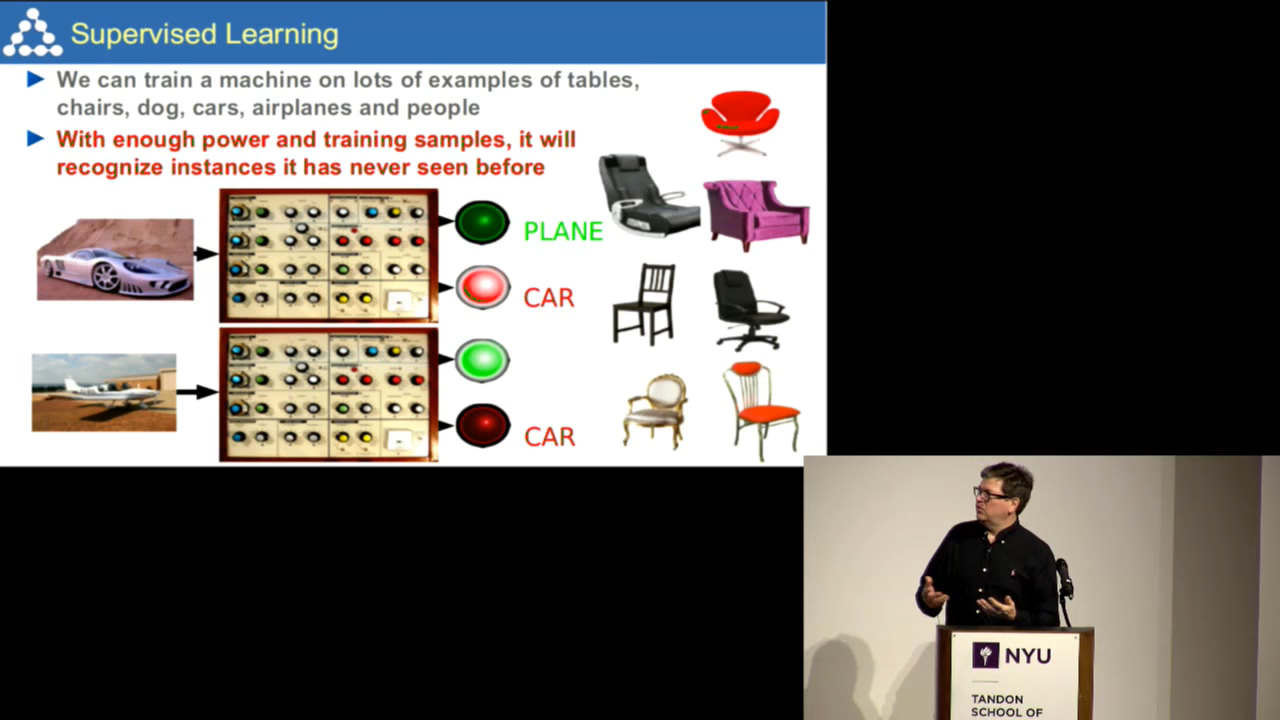 Supervised Learning
We can train a machine on lots of examples of tables,
chairs, dog, cars, airplanes and people
With enough power and training samples, it will
recognize instances it has never seen before
PLANE
CAR
CAR
NYU
TANDON
SCHOOL OF